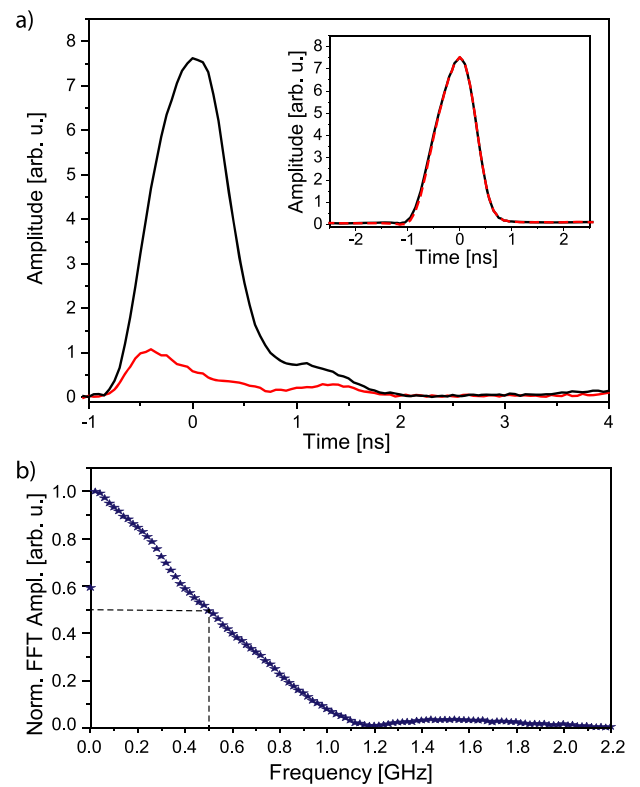 a)
Amplitude [arb. u.]
8
7
6
5
4
3
2
1
0
-1 0 1 2 3 4
Time [ns]
Amplitude [arb. u.]
8
7
6
5
4
3
2
1
0
-2 -1 0 1 2
Time [ns]
b)
Norm. FFT Ampl. [arb. u.]
1.0
0.8
0.6
0.4
0.2
0.0
0.0 0.2 0.4 0.6 0.8 1.0 1.2 1.4 1.6 1.8 2.0 2.2
Frequency [GHz]